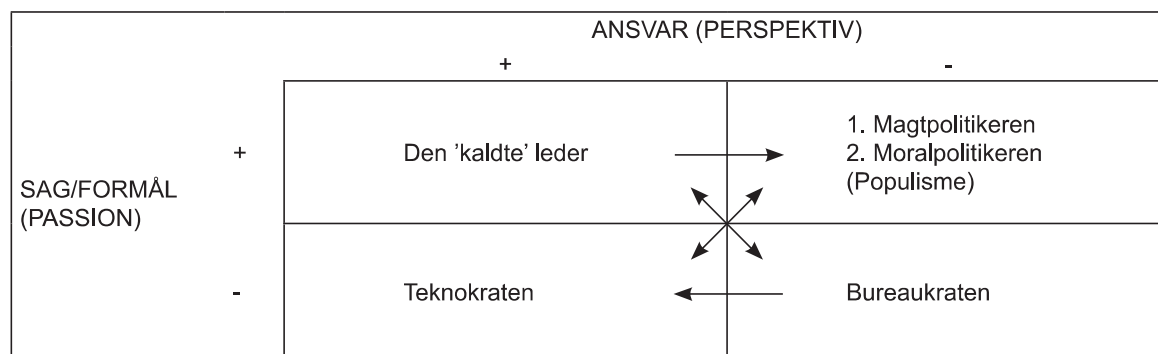 ANSVAR (PERSPEKTIV)
+ -
+ Den ’kaldte’ leder
1. Magtpolitikeren
2. Moralpolitikeren
(Populisme)
SAG/FORMÅL
(PASSION)
- Teknokraten Bureaukraten